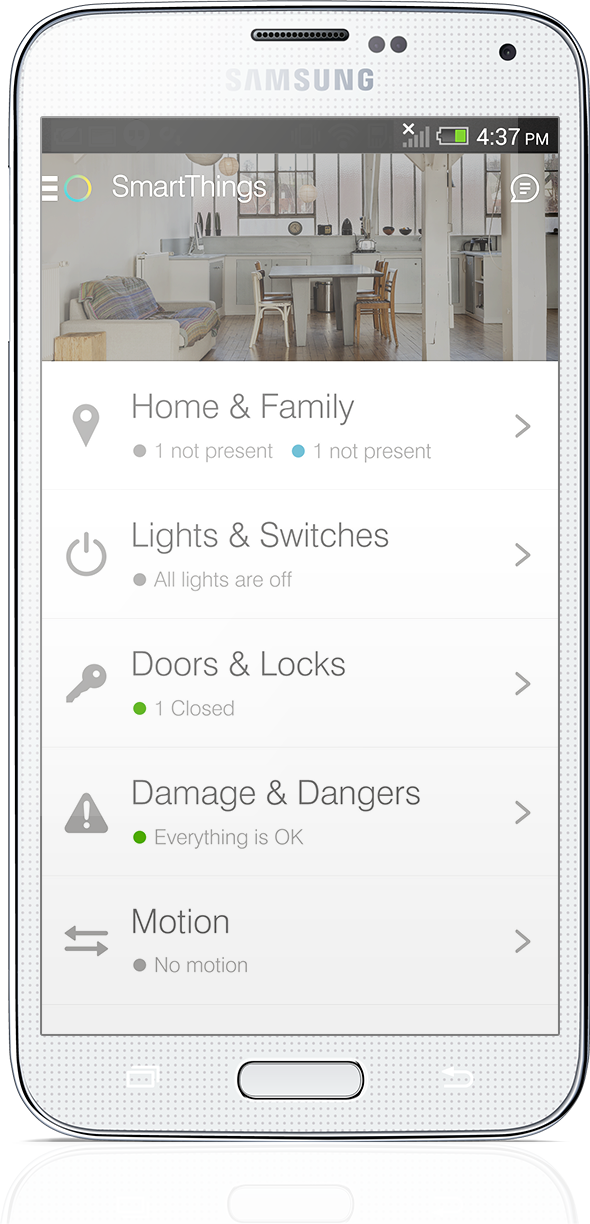 SAMSUNG
4:37 PM
SmartThings
Home & Family
1 not present 1 not present
Lights & Switches
All lights are off
Doors & Locks
1 Closed
Damage & Dangers
Everything is OK
Motion
No motion